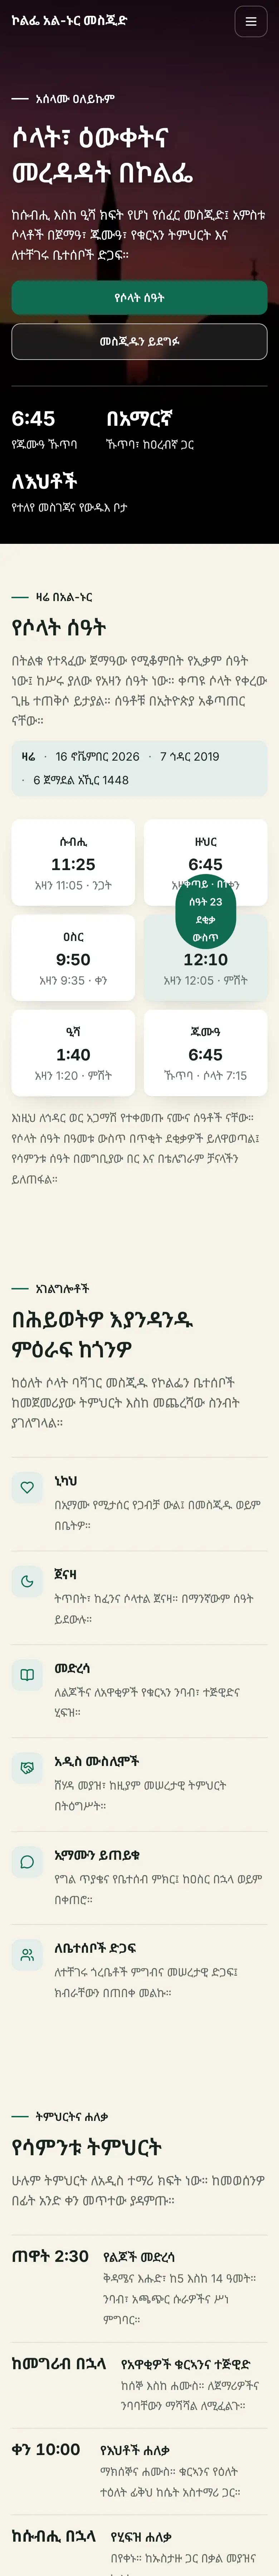 ኮልፌ አል-ኑር መስጂድ
አሰላሙ ዐለይኩም
ሶላት፣ ዕውቀትና
መረዳዳት በኮልፌ
ከሱብሒ እስከ ዒሻ ክፍት የሆነ የሰፈር መስጂድ፤ አምስቱ
ሶላቶች በጀማዓ፣ ጁሙዓ፣ የቁርኣን ትምህርት እና
ለተቸገሩ ቤተሰቦች ድጋፍ።
የሶላት ሰዓት
መስጂዱን ይደግፉ
6:45
የጁሙዓ ኹጥባ
በአማርኛ
ኹጥባ፣ ከዐረብኛ ጋር
ለእህቶች
የተለየ መስገጃና የውዱእ ቦታ
ዛሬ በአል-ኑር
የሶላት ሰዓት
በትልቁ የተጻፈው ጀማዓው የሚቆምበት የኢቃም ሰዓት
ነው፤ ከሥሩ ያለው የአዛን ሰዓት ነው። ቀጣዩ ሶላት የቀረው
ጊዜ ተጠቅሶ ይታያል። ሰዓቶቹ በኢትዮጵያ አቆጣጠር
ናቸው።
ዛሬ · 16 ኖቬምበር 2026 · 7 ኅዳር 2019
· 6 ጀማደል አኺር 1448
ሱብሒ
11:25
አዛን 11:05 · ንጋት
ዙህር
6:45
ቀጣይ ·
ሰዓት 23
ደቂቃ
ውስጥ
ዐስር
9:50
አዛን 9:35 · ቀን
12:10
አዛን 12:05 · ምሽት
ዒሻ
1:40
አዛን 1:20 · ምሽት
ጁሙዓ
6:45
ኹጥባ · ሶላት 7:15
እነዚህ ለኅዳር ወር አጋማሽ የተቀመጡ ናሙና ሰዓቶች ናቸው።
የሶላት ሰዓት በዓመቱ ውስጥ በጥቂት ደቂቃዎች ይለዋወጣል፤
የሳምንቱ ሰዓት በመግቢያው በር እና በቴሌግራም ቻናላችን
ይለጠፋል።
አገልግሎቶች
በሕይወትዎ እያንዳንዱ
ምዕራፍ ከጎንዎ
ከዕለት ሶላት ባሻገር መስጂዱ የኮልፌን ቤተሰቦች
ከመጀመሪያው ትምህርት እስከ መጨረሻው ስንብት
ያገለግላል።
ኒካህ
በኢማሙ የሚታሰር የጋብቻ ውል፤ በመስጂዱ ወይም
በቤትዎ።
ጀናዛ
ትጥበት፣ ከፈንና ሶላተል ጀናዛ። በማንኛውም ሰዓት
ይደውሉ።
መድረሳ
ለልጆችና ለአዋቂዎች የቁርኣን ንባብ፣ ተጅዊድና
ሂፍዝ።
አዲስ ሙስሊሞች
ሸሃዳ መያዝ፣ ከዚያም መሠረታዊ ትምህርት
በትዕግሥት።
ኢማሙን ይጠይቁ
የግል ጥያቄና የቤተሰብ ምክር፤ ከዐስር በኋላ ወይም
በቀጠሮ።
ለቤተሰቦች ድጋፍ
ለተቸገሩ ጎረቤቶች ምግብና መሠረታዊ ድጋፍ፤
ክብራቸውን በጠበቀ መልኩ።
ትምህርትና ሐለቃ
የሳምንቱ ትምህርት
ሁሉም ትምህርት ለአዲስ ተማሪ ክፍት ነው። ከመወሰንዎ
በፊት አንድ ቀን መጥተው ያዳምጡ።
ጠዋት 2:30
የልጆች መድረሳ
ቅዳሜና እሑድ፣ ከ5 እስከ 14 ዓመት።
ንባብ፣ አጫጭር ሱራዎችና ሥነ
ምግባር።
ከመግሪብ በኋላ
የአዋቂዎች ቁርኣንና ተጅዊድ
ከሰኞ እስከ ሐሙስ። ለጀማሪዎችና
ንባባቸውን ማሻሻል ለሚፈልጉ።
ቀን 10:00
የእህቶች ሐለቃ
ማክሰኞና ሐሙስ። ቁርኣንና የዕለት
ተዕለት ፊቅህ ከሴት አስተማሪ ጋር።
ከሱብሒ በኋላ
የሂፍዝ ሐለቃ
በየቀኑ። ከኡስታዙ ጋር በቃል መያዝና